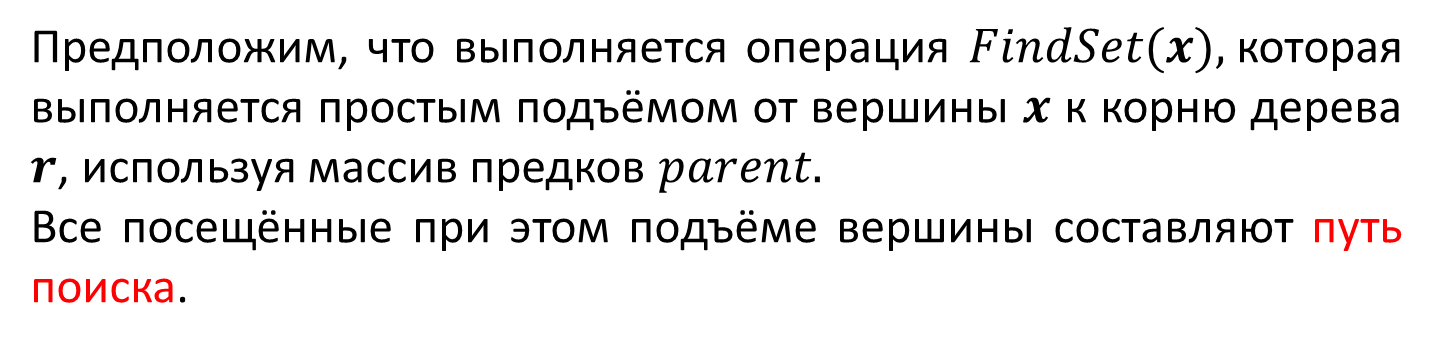 Предположим, что выполняется операция FindSet(x), которая
выполняется простым подъёмом от вершины x к корню дерева
r, используя массив предков parent.
Все посещённые при этом подъёме вершины составляют путь
поиска.